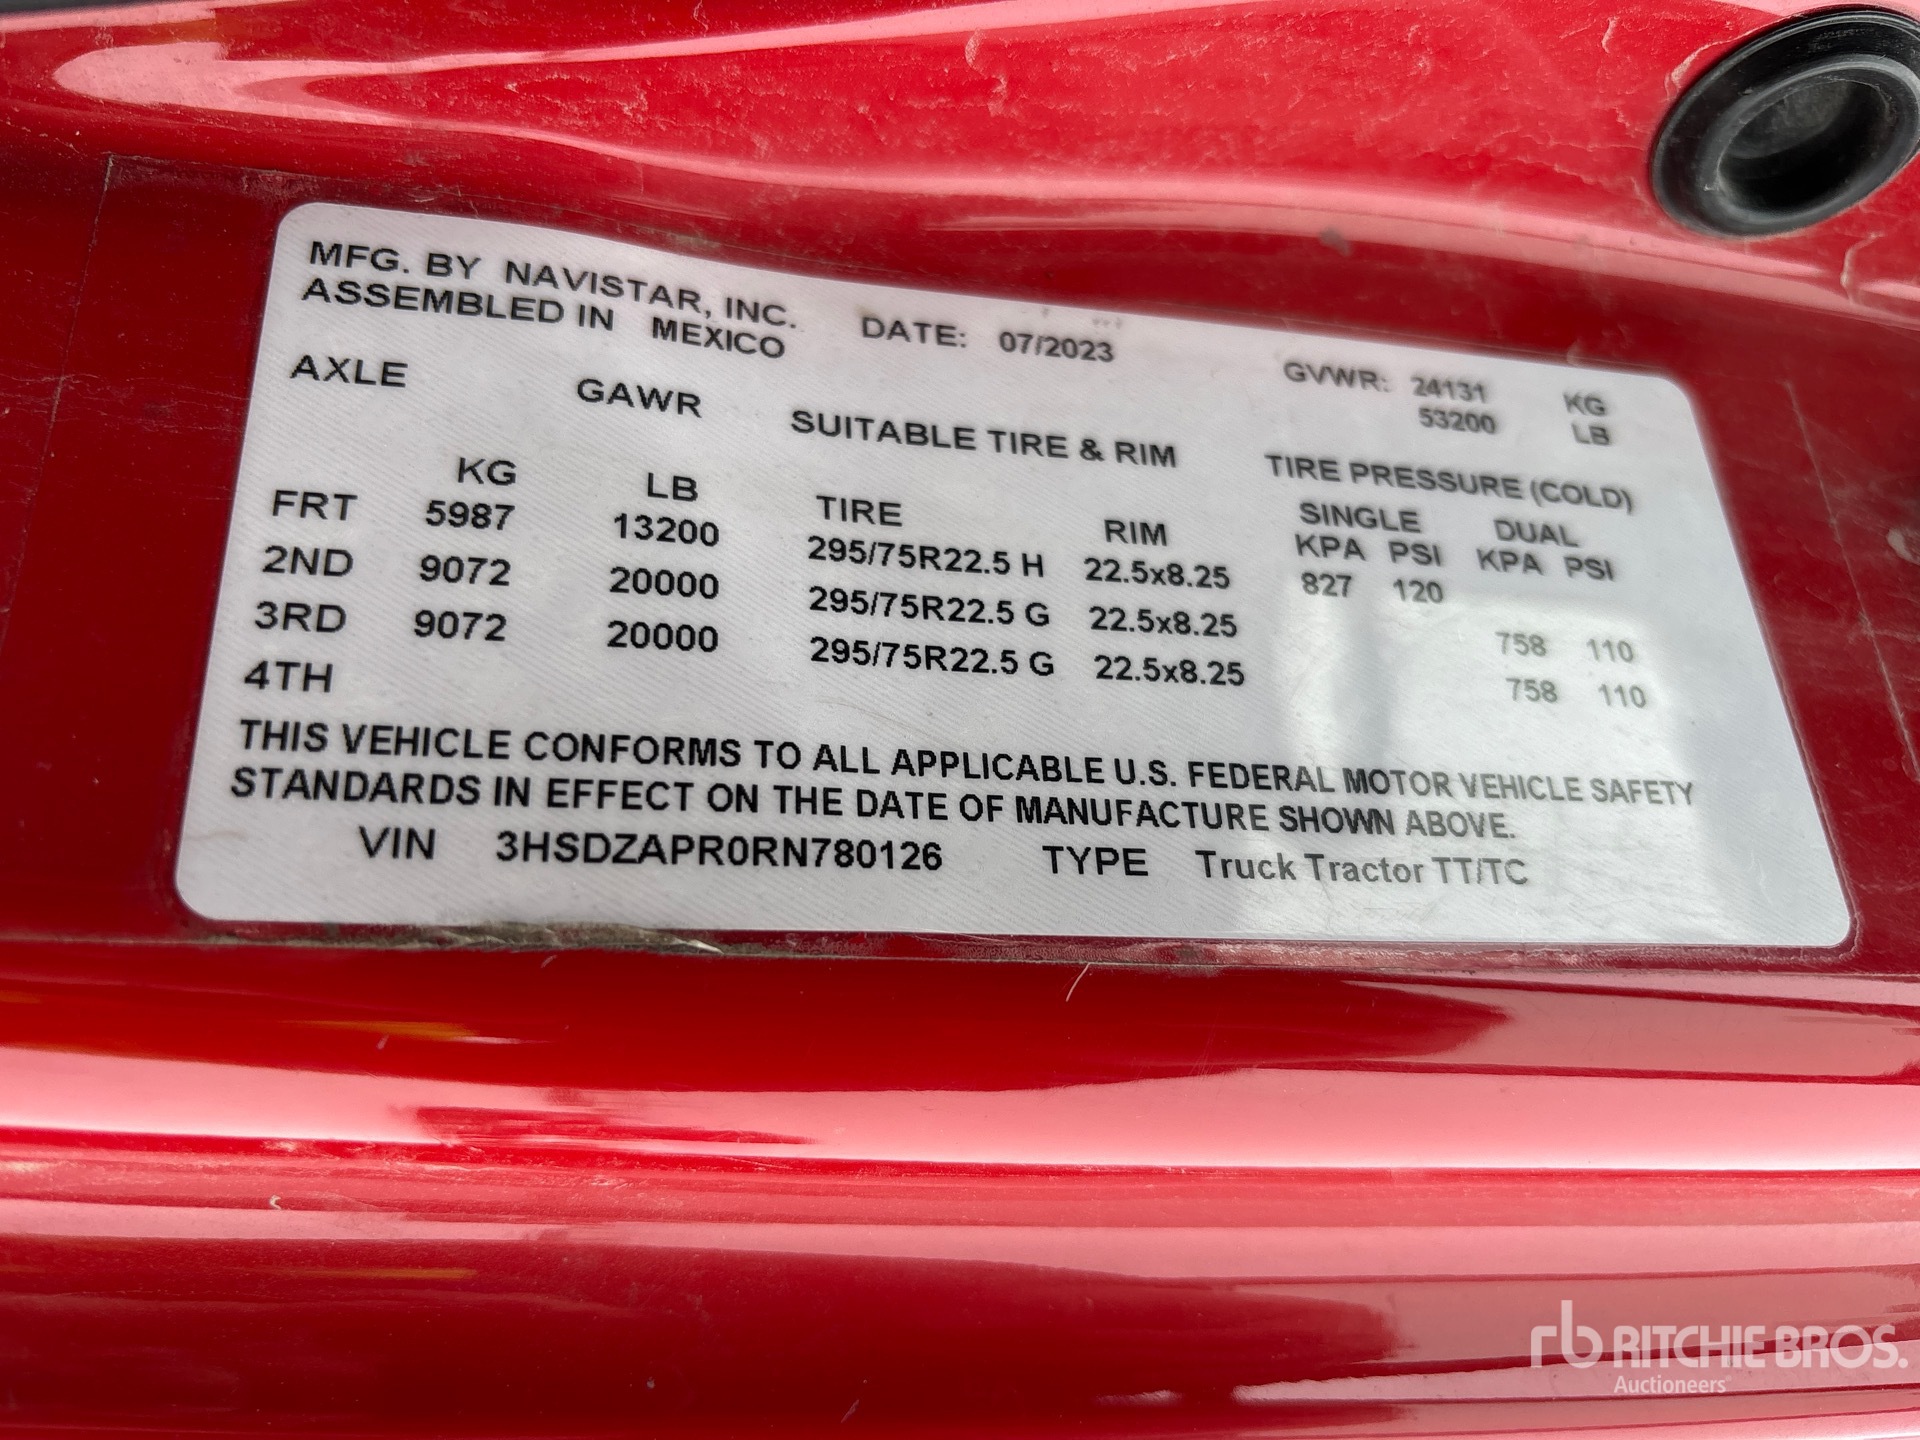 MFG. BY NAVISTAR, INC.
ASSEMBLED IN MEXICO
DATE: 07/2023
GVWR: 24131 KG
53200 LB
AXLE GAWR SUITABLE TIRE & RIM TIRE PRESSURE (COLD)
KG LB TIRE RIM SINGLE DUAL
KPA PSI KPA PSI
FRT 5987 13200 295/75R22.5 H 22.5x8.25 827 120
2ND 9072 20000 295/75R22.5 G 22.5x8.25 758 110
3RD 9072 20000 295/75R22.5 G 22.5x8.25 758 110
4TH
THIS VEHICLE CONFORMS TO ALL APPLICABLE U.S. FEDERAL MOTOR VEHICLE SAFETY
STANDARDS IN EFFECT ON THE DATE OF MANUFACTURE SHOWN ABOVE.
VIN 3HSDZAPR0RN780126 TYPE Truck Tractor TT/TC
rb RITCHIE BROS.
Auctioneers